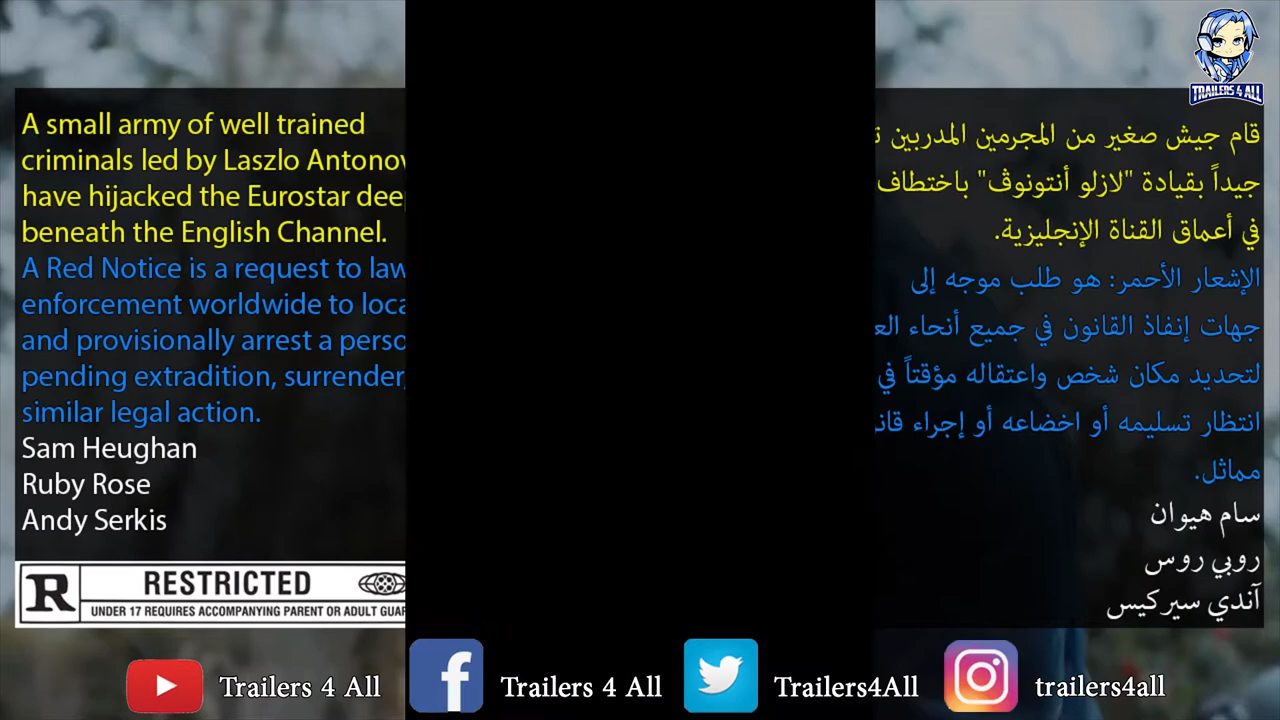 A small army of well trained
criminals led by Laszlo Antonov
have hijacked the Eurostar deep
beneath the English Channel.
A Red Notice is a request to law
enforcement worldwide to
and provisionally arrest a
pending extradition, surrender,
similar legal action.
Sam Heughan
Ruby Rose
Andy Serkis
R
RESTRICTED
UNDER 17 REQUIRES ACCOMPANYING PARENT OR ADULT
TRAILERS 4 ALL
قام جيش صغير من المجرمين المدربين
جيداً بقيادة "لازلو أنتونوڤ" باختطاف
في أعماق القناة الإنجليزية.
الإشعار الأحمر: هو طلب موجه إلى
جهات إنفاذ القانون في جميع أنحاء
لتحديد مكان شخص واعتقاله مؤقتاً في
انتظار تسليمه أو اخضاعه أو إجراء
مماثل.
سام هيوان
روبي روس
آندي سيركيس
Trailers 4 All
Trailers 4 All
Trailers4All
trailers4all